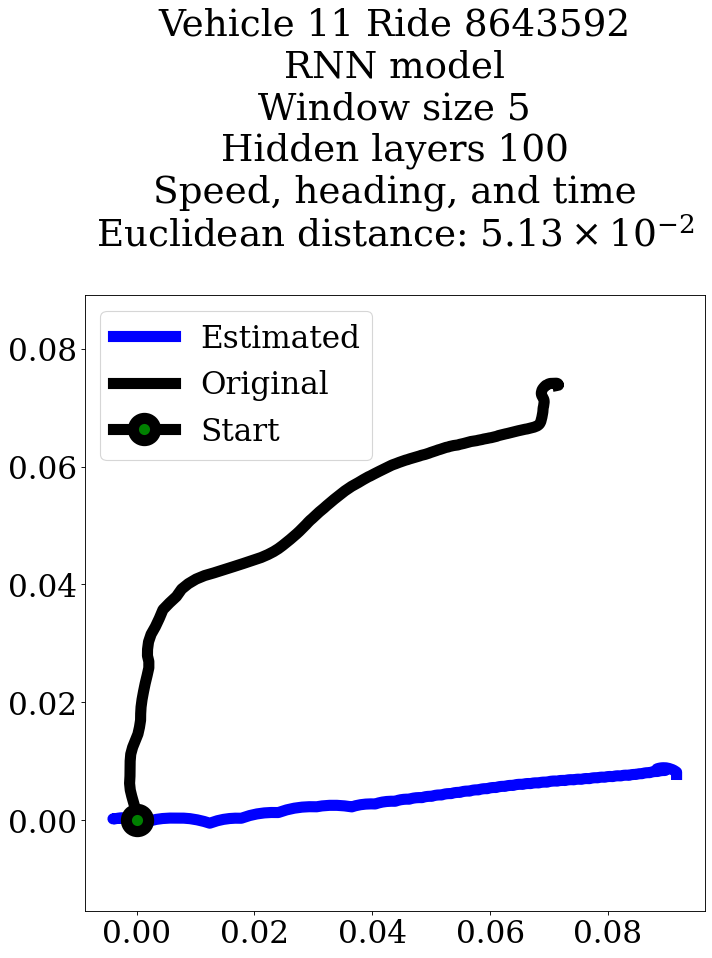 Vehicle 11 Ride 8643592
RNN model
Window size 5
Hidden layers 100
Speed, heading, and time
Euclidean distance: 5.13 × 10⁻²
Estimated
Original
Start
0.08
0.06
0.04
0.02
0.00
0.00 0.02 0.04 0.06 0.08